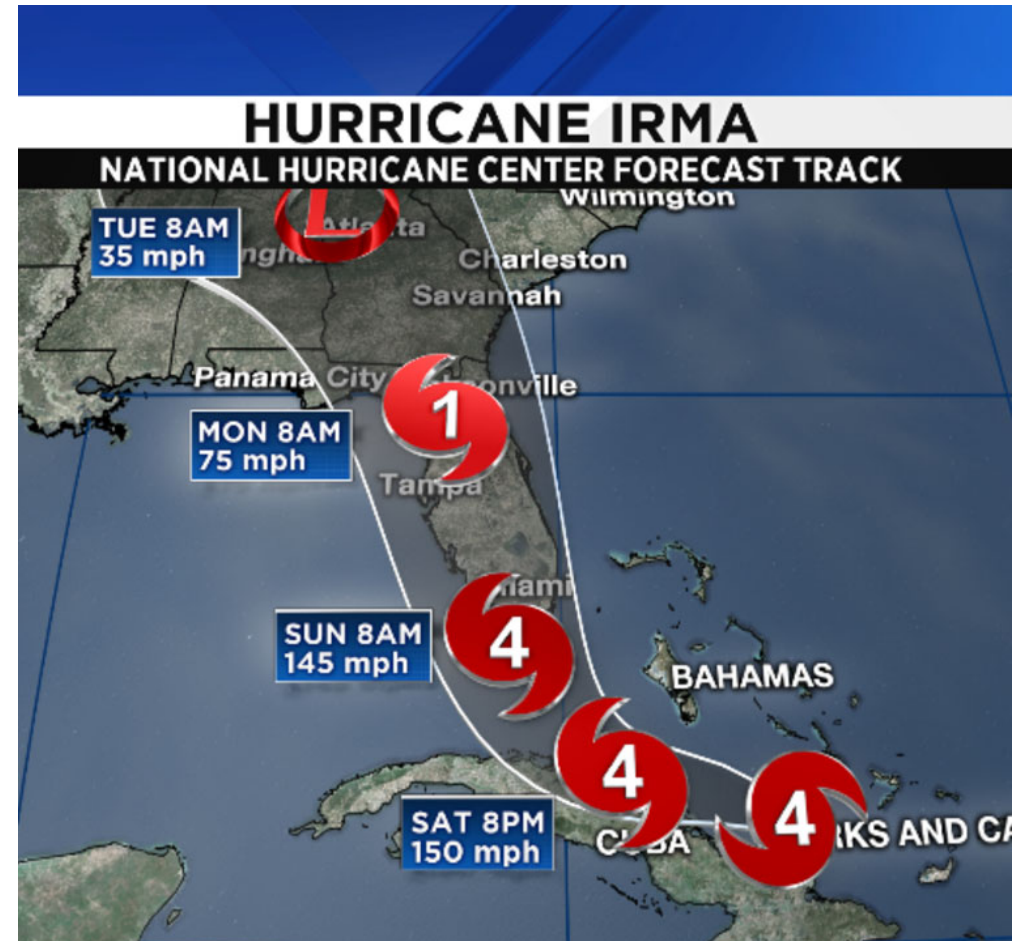 HURRICANE IRMA
NATIONAL HURRICANE CENTER FORECAST TRACK
Wilmington
TUE 8AM
35 mph
L
Atlanta
Charleston
Savannah
Panama City
1
MON 8AM
75 mph
Tampa
SUN 8AM
145 mph
4
BAHAMAS
4
SAT 8PM
150 mph
4
CUBA